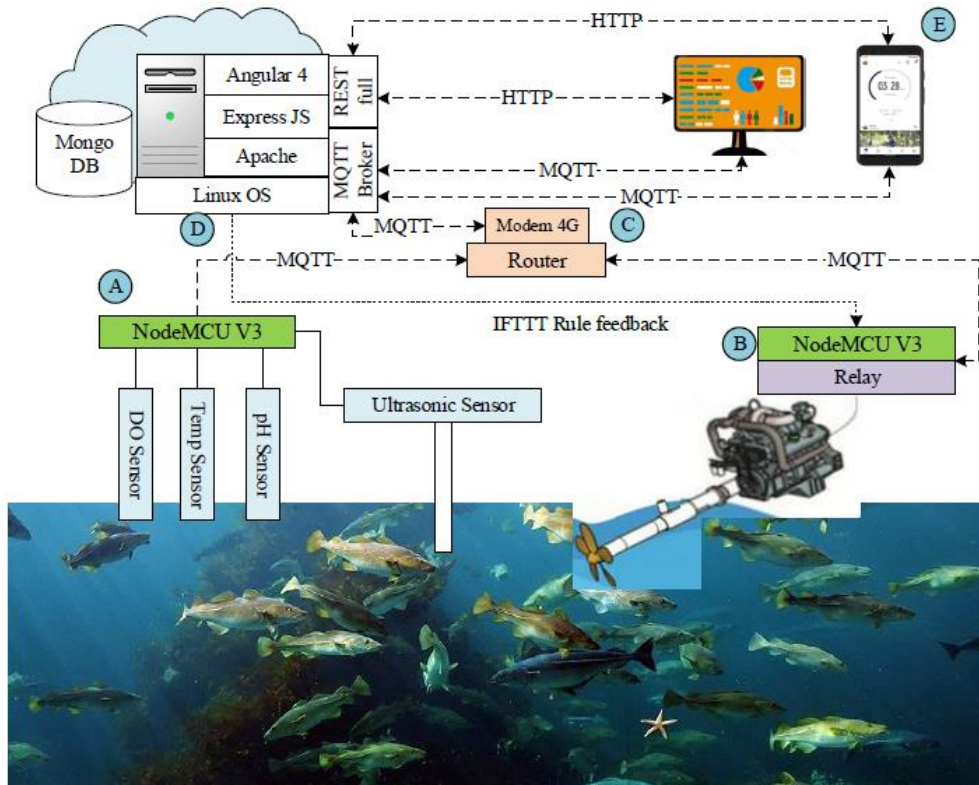 HTTP
E
Angular 4
REST
full
03 28
Express JS
HTTP
Mongo
DB
Apache
MQTT
Broker
MQTT
Linux OS
MQTT
D
MQTT
Modem 4G
C
MQTT
Router
MQTT
A
IFTTT Rule feedback
NodeMCU V3
B
NodeMCU V3
Relay
DO Sensor
Temp Sensor
pH Sensor
Ultrasonic Sensor